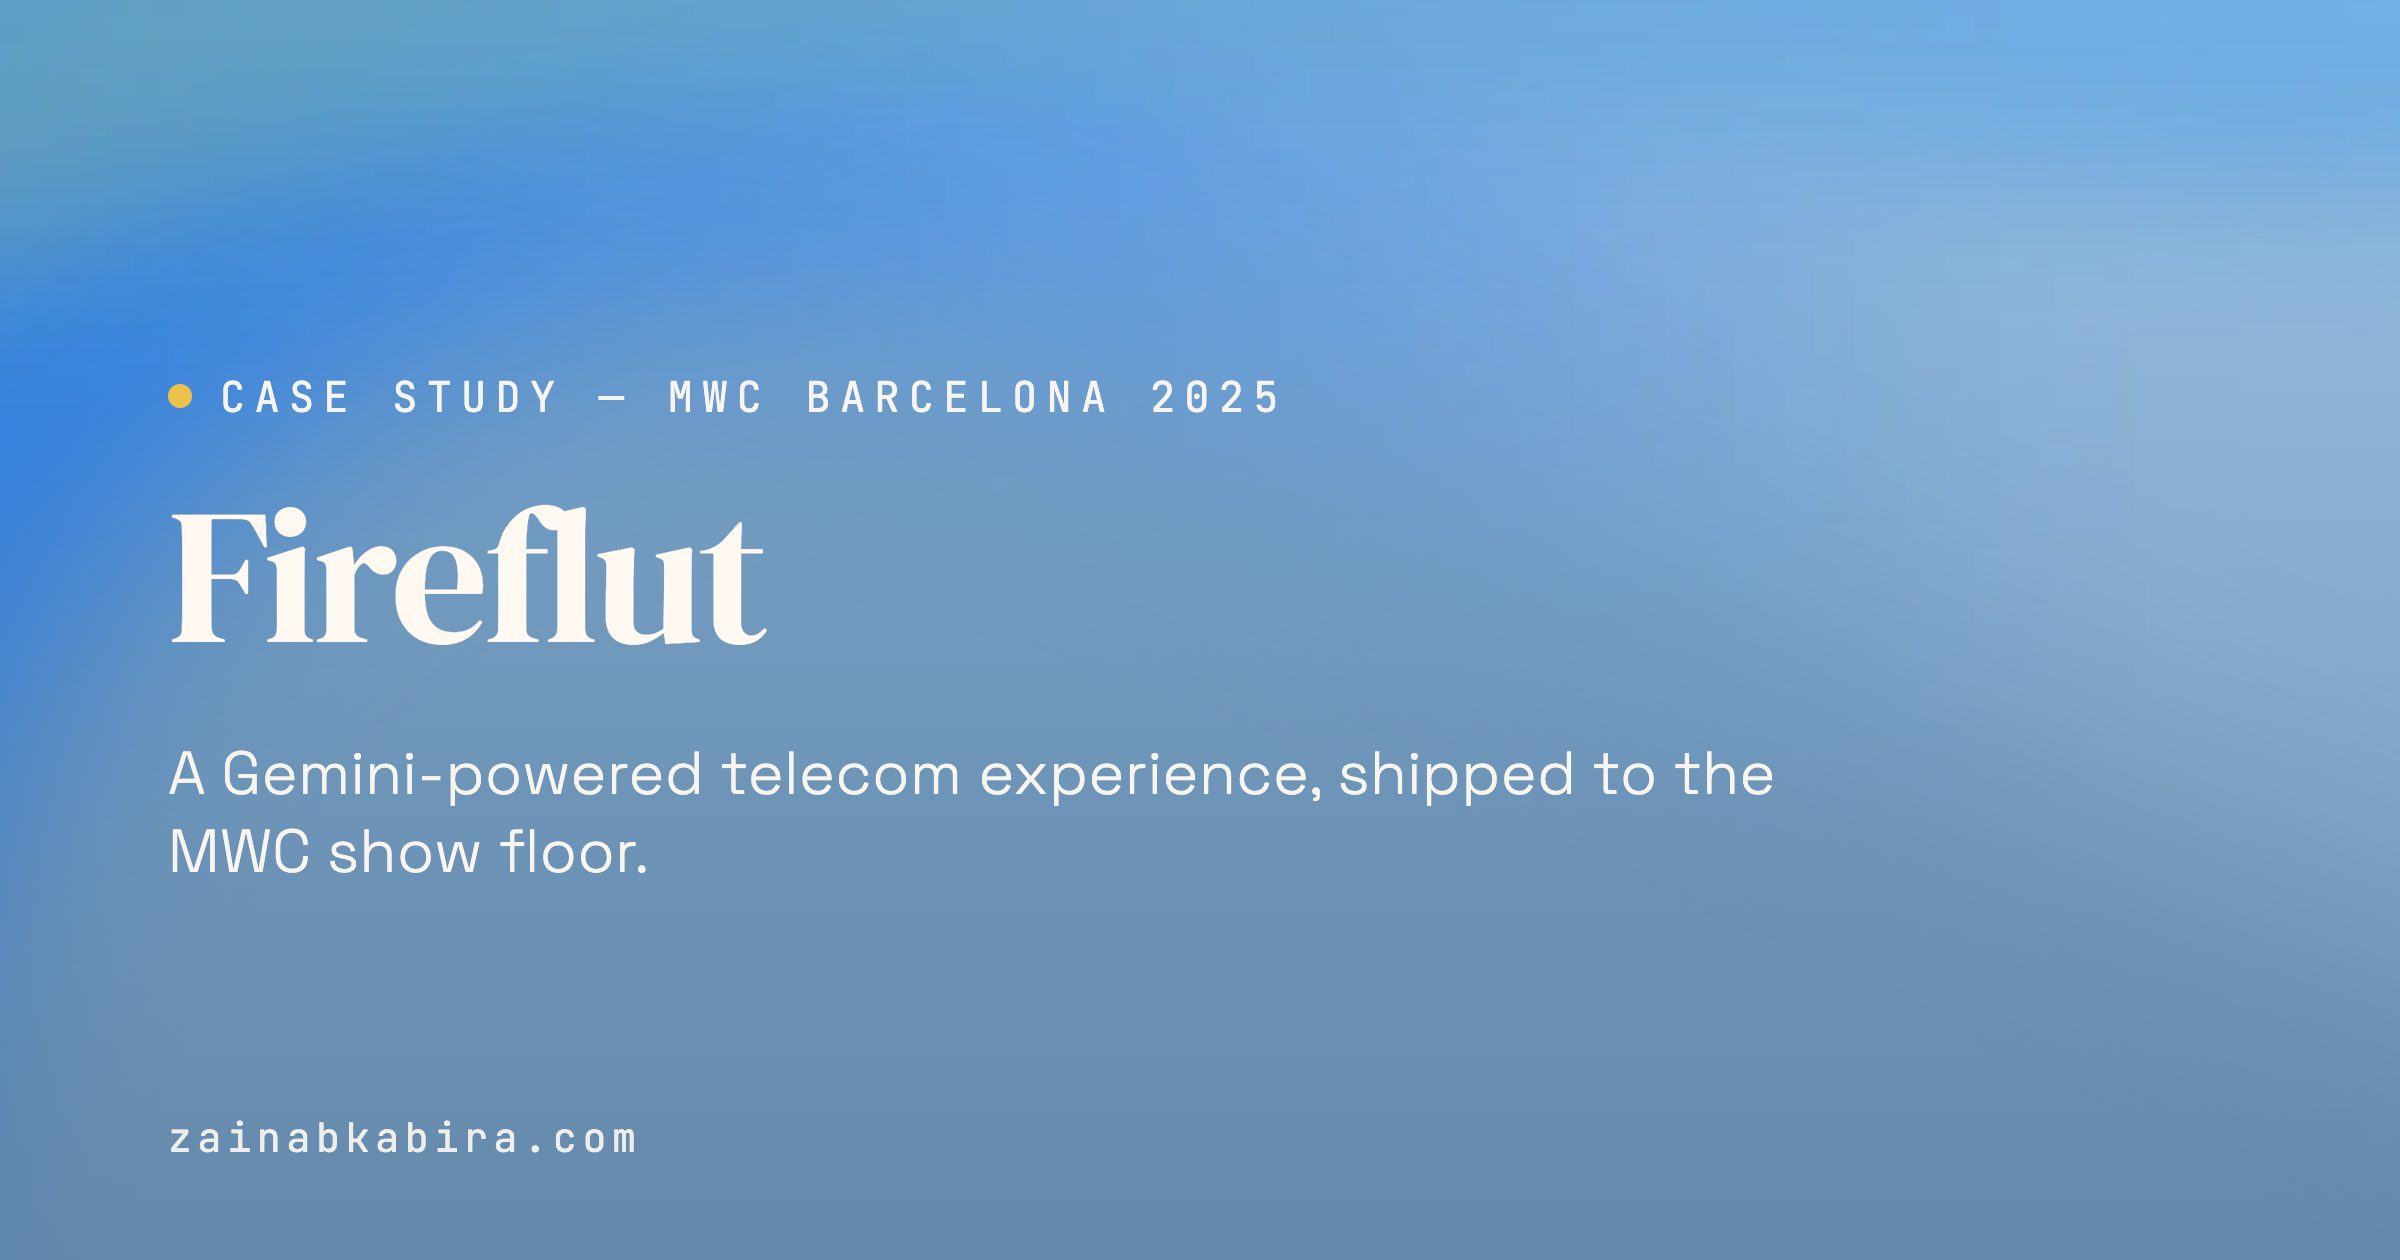 CASE STUDY — MWC BARCELONA 2025
Fireflut
A Gemini-powered telecom experience, shipped to the
MWC show floor.
zainabkabira.com